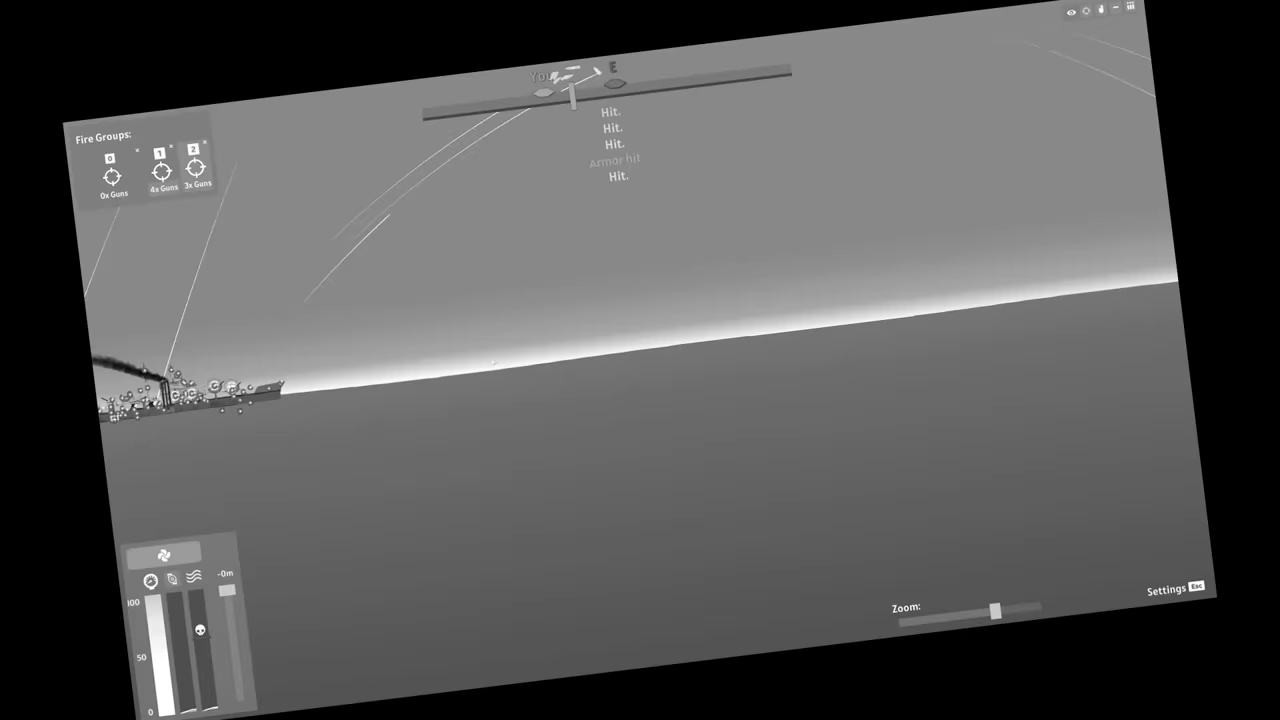 You
E
Hit.
Hit.
Hit.
Armor hit
Hit.
Fire Groups:
0 1 2
0x Guns 4x Guns 3x Guns
-0m
100
50
0
Zoom:
Settings Esc